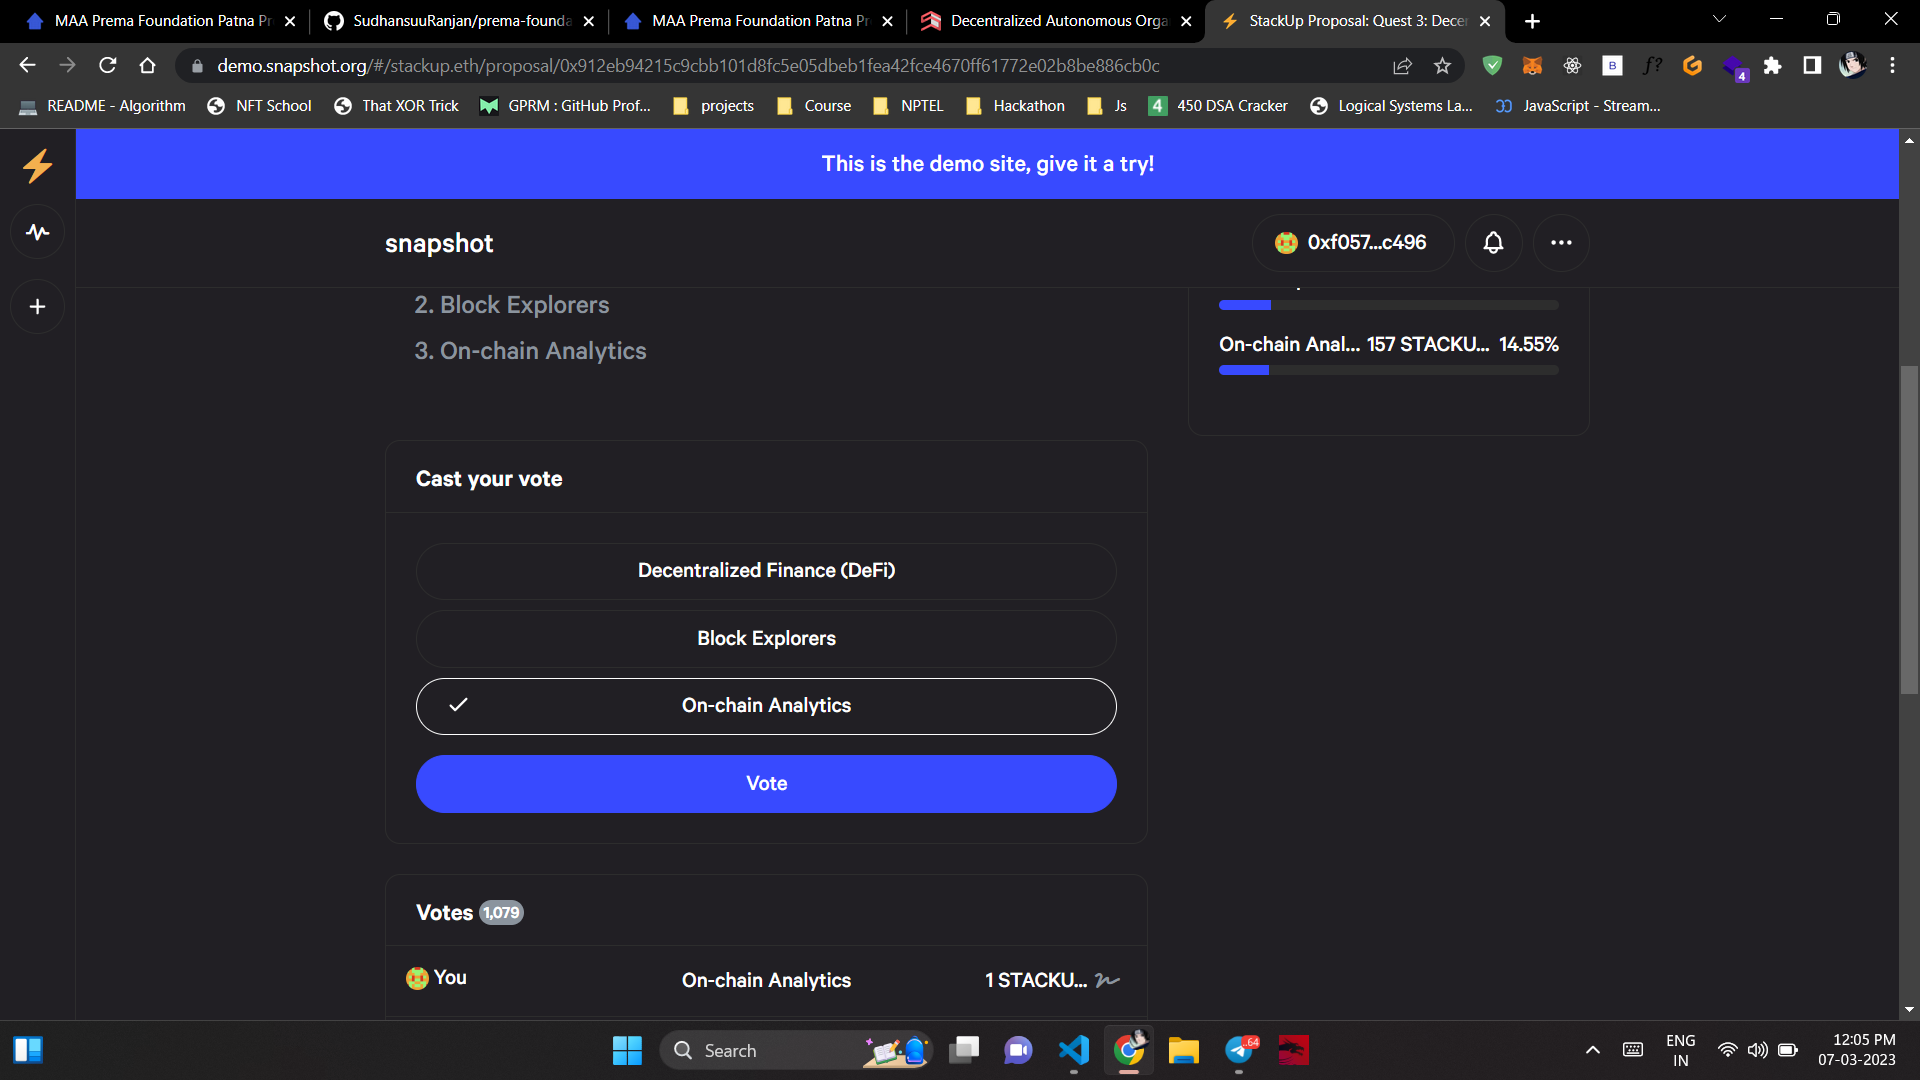 MAA Prema Foundation Patna Pr
SudhansuuRanjan/prema-founda
MAA Prema Foundation Patna Pr
Decentralized Autonomous Orga
StackUp Proposal: Quest 3: Decen
demo.snapshot.org/#/stackup.eth/proposal/0x912eb94215c9cbb101d8fc5e05dbeb1fea42fce4670ff61772e02b8be886cb0c
B
f?
4
README - Algorithm
NFT School
That XOR Trick
GPRM : GitHub Prof...
projects
Course
NPTEL
Hackathon
Js
4
450 DSA Cracker
Logical Systems La...
JavaScript - Stream...
This is the demo site, give it a try!
snapshot
0xf057...c496
2. Block Explorers
3. On-chain Analytics
On-chain Anal... 157 STACKU... 14.55%
Cast your vote
Decentralized Finance (DeFi)
Block Explorers
On-chain Analytics
Vote
Votes 1,079
You
On-chain Analytics
1 STACKU...
Search
64
ENG
IN
12:05 PM
07-03-2023